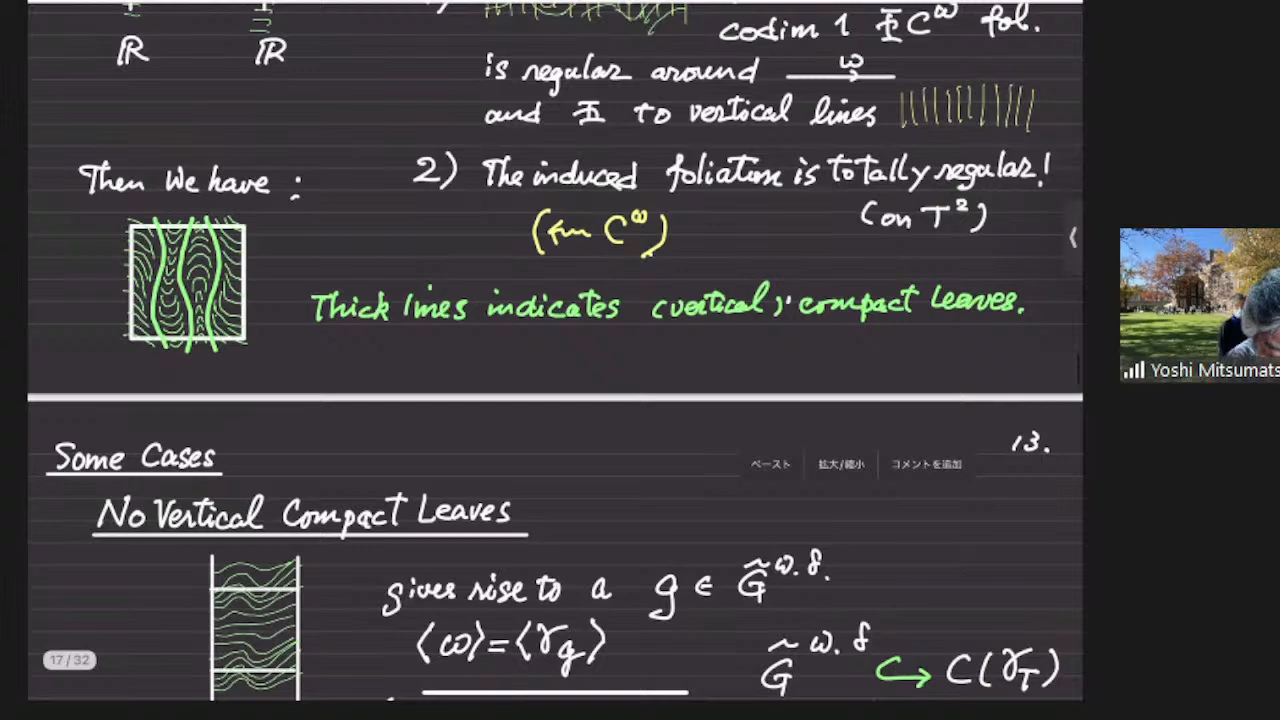 ℝ ℝ
codim 1 Φ C^ω fol.
is regular around ω
and Φ to vertical lines
Then we have :
2) The induced foliation is totally regular!
(for C^ω) (on T²)
Thick lines indicates (vertical) compact leaves.
Yoshi Mitsumats
13.
Some Cases
ペースト 拡大/縮小 コメントを追加
No Vertical Compact Leaves
gives rise to a g ∈ G̃^ω.δ.
⟨ω⟩=⟨γ_g⟩
G̃^ω.δ ↪ C(γ_T)
17/32